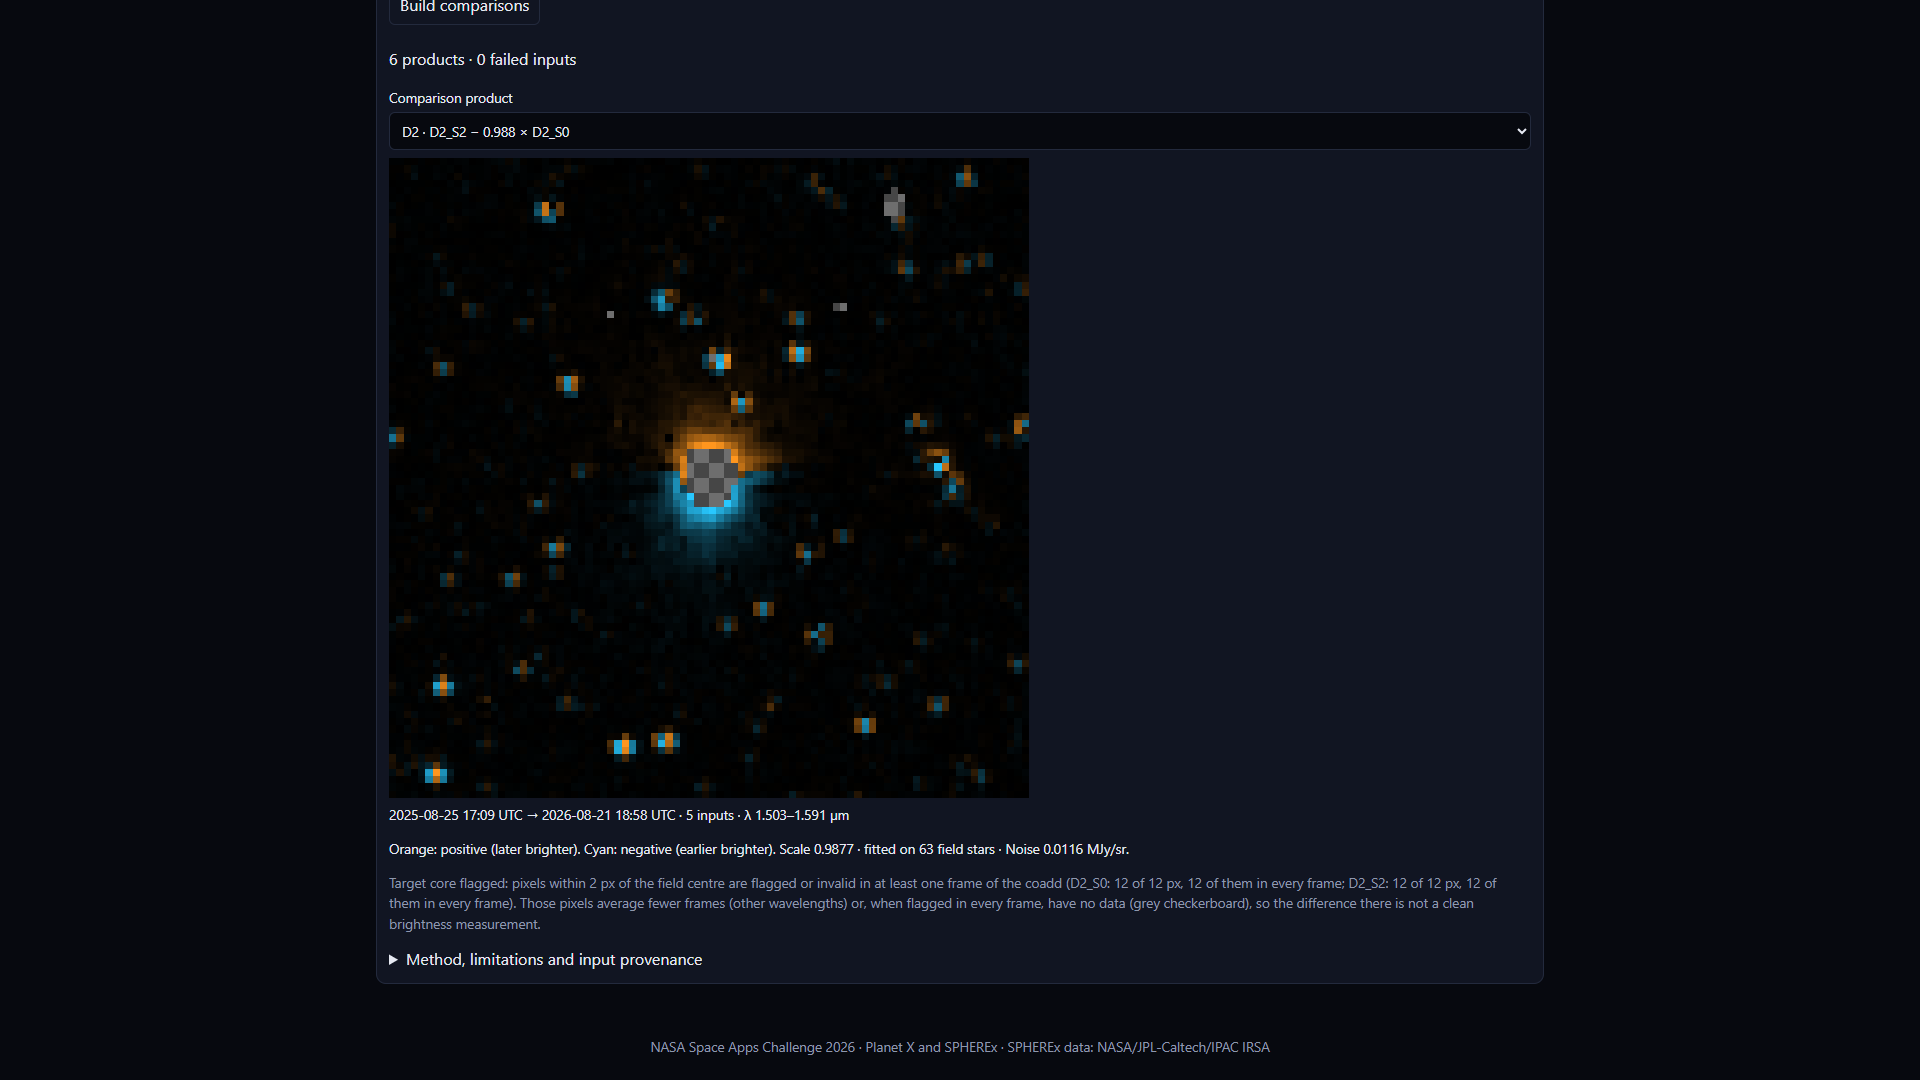 Build comparisons
6 products · 0 failed inputs
Comparison product
D2 · D2_S2 − 0.988 × D2_S0
2025-08-25 17:09 UTC → 2026-08-21 18:58 UTC · 5 inputs · λ 1.503–1.591 µm
Orange: positive (later brighter). Cyan: negative (earlier brighter). Scale 0.9877 · fitted on 63 field stars · Noise 0.0116 MJy/sr.
Target core flagged: pixels within 2 px of the field centre are flagged or invalid in at least one frame of the coadd (D2_S0: 12 of 12 px, 12 of them in every frame; D2_S2: 12 of 12 px, 12 of
them in every frame). Those pixels average fewer frames (other wavelengths) or, when flagged in every frame, have no data (grey checkerboard), so the difference there is not a clean
brightness measurement.
Method, limitations and input provenance
NASA Space Apps Challenge 2026 · Planet X and SPHEREx · SPHEREx data: NASA/JPL-Caltech/IPAC IRSA